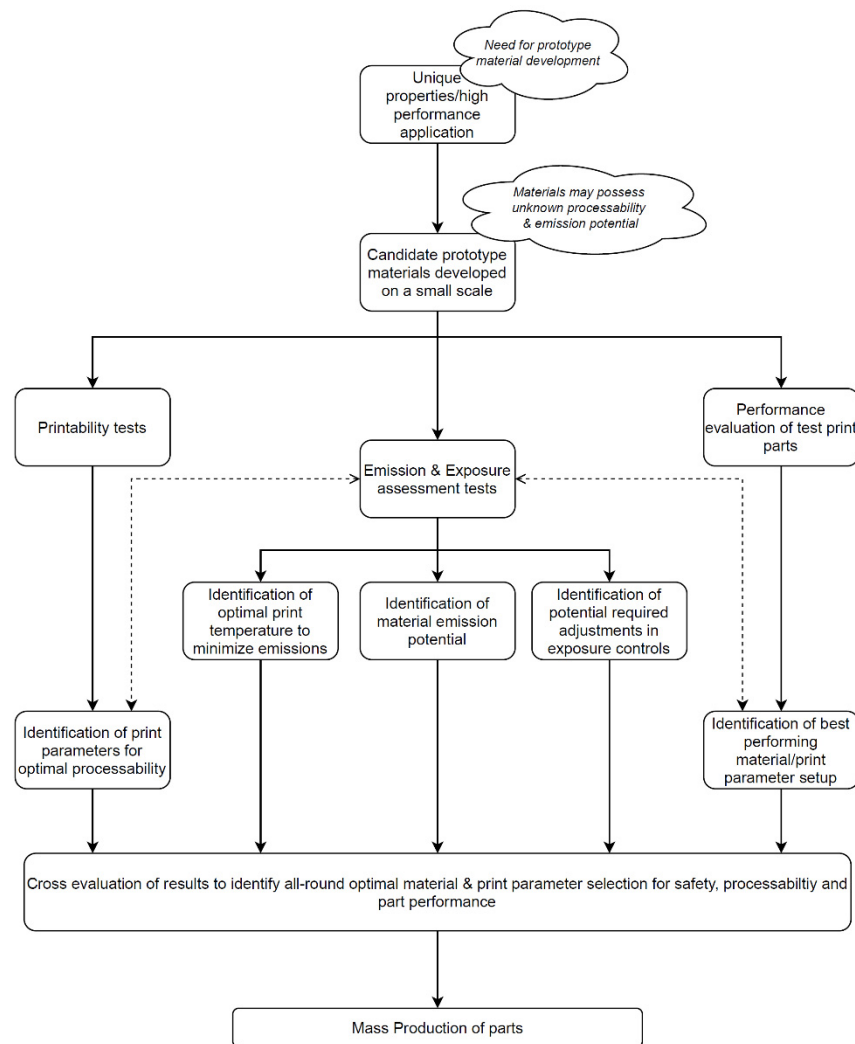 Need for prototype
material development
Unique
properties/high
performance
application
Materials may possess
unknown processability
& emission potential
Candidate prototype
materials developed
on a small scale
Printability tests
Performance
evaluation of test print
parts
Emission & Exposure
assessment tests
Identification of
optimal print
temperature to
minimize emissions
Identification of
material emission
potential
Identification of
potential required
adjustments in
exposure controls
Identification of print
parameters for
optimal processability
Identification of best
performing
material/print
parameter setup
Cross evaluation of results to identify all-round optimal material & print parameter selection for safety, processabiltiy and
part performance
Mass Production of parts